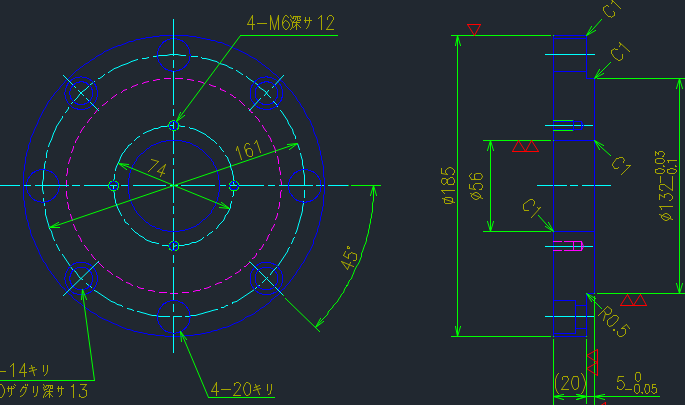 4-M6深サ12
C1
C1
161
74
φ185
φ56
C1
φ132-0.03
-0.1
C1
45°
R0.5
-14キリ
ザグリ深サ13
4-20キリ
(20)
5 0
-0.05